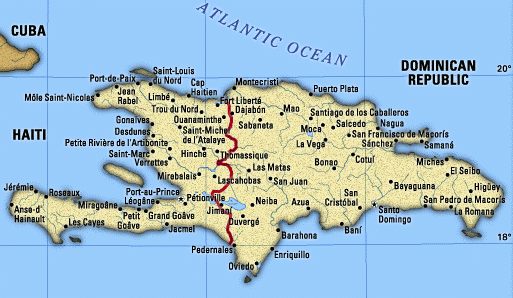 CUBA
ATLANTIC OCEAN
DOMINICAN
REPUBLIC
20°
HAITI
18°
Port-de-Paix
Saint-Louis
du Nord
Jean
Rabel
Môle Saint-Nicolas
Cap
Haitien
Limbé
Fort Liberté
Trou du Nord
Ouanaminthe
Gonaïves
Saint-Michel
de l'Atalaye
Desdunes
Petite Rivière de l'Artibonite
Saint-Marc
Hinche
Thomassique
Verrettes
Mirebalais
Lascahobas
Port-au-Prince
Pétionville
Léogâne
Jérémie
Roseaux
Miragoâne
Petit
Goâve
Grand Goâve
Anse-d'
Hainault
Les Cayes
Jacmel
Montecristi
Dajabón
Puerto Plata
Mao
Sabaneta
Santiago de los Caballeros
Moca
Salcedo
Nagua
San Francisco de Macorís
La Vega
Sánchez
Samaná
Cotuí
Bonao
Miches
El Seibo
Las Matas
San Juan
Bayaguana
Higüey
Neiba
Azua
San
Cristóbal
Santo
Domingo
San Pedro de Macorís
La Romana
Jimaní
Duvergé
Baní
Barahona
Pedernales
Enriquillo
Oviedo